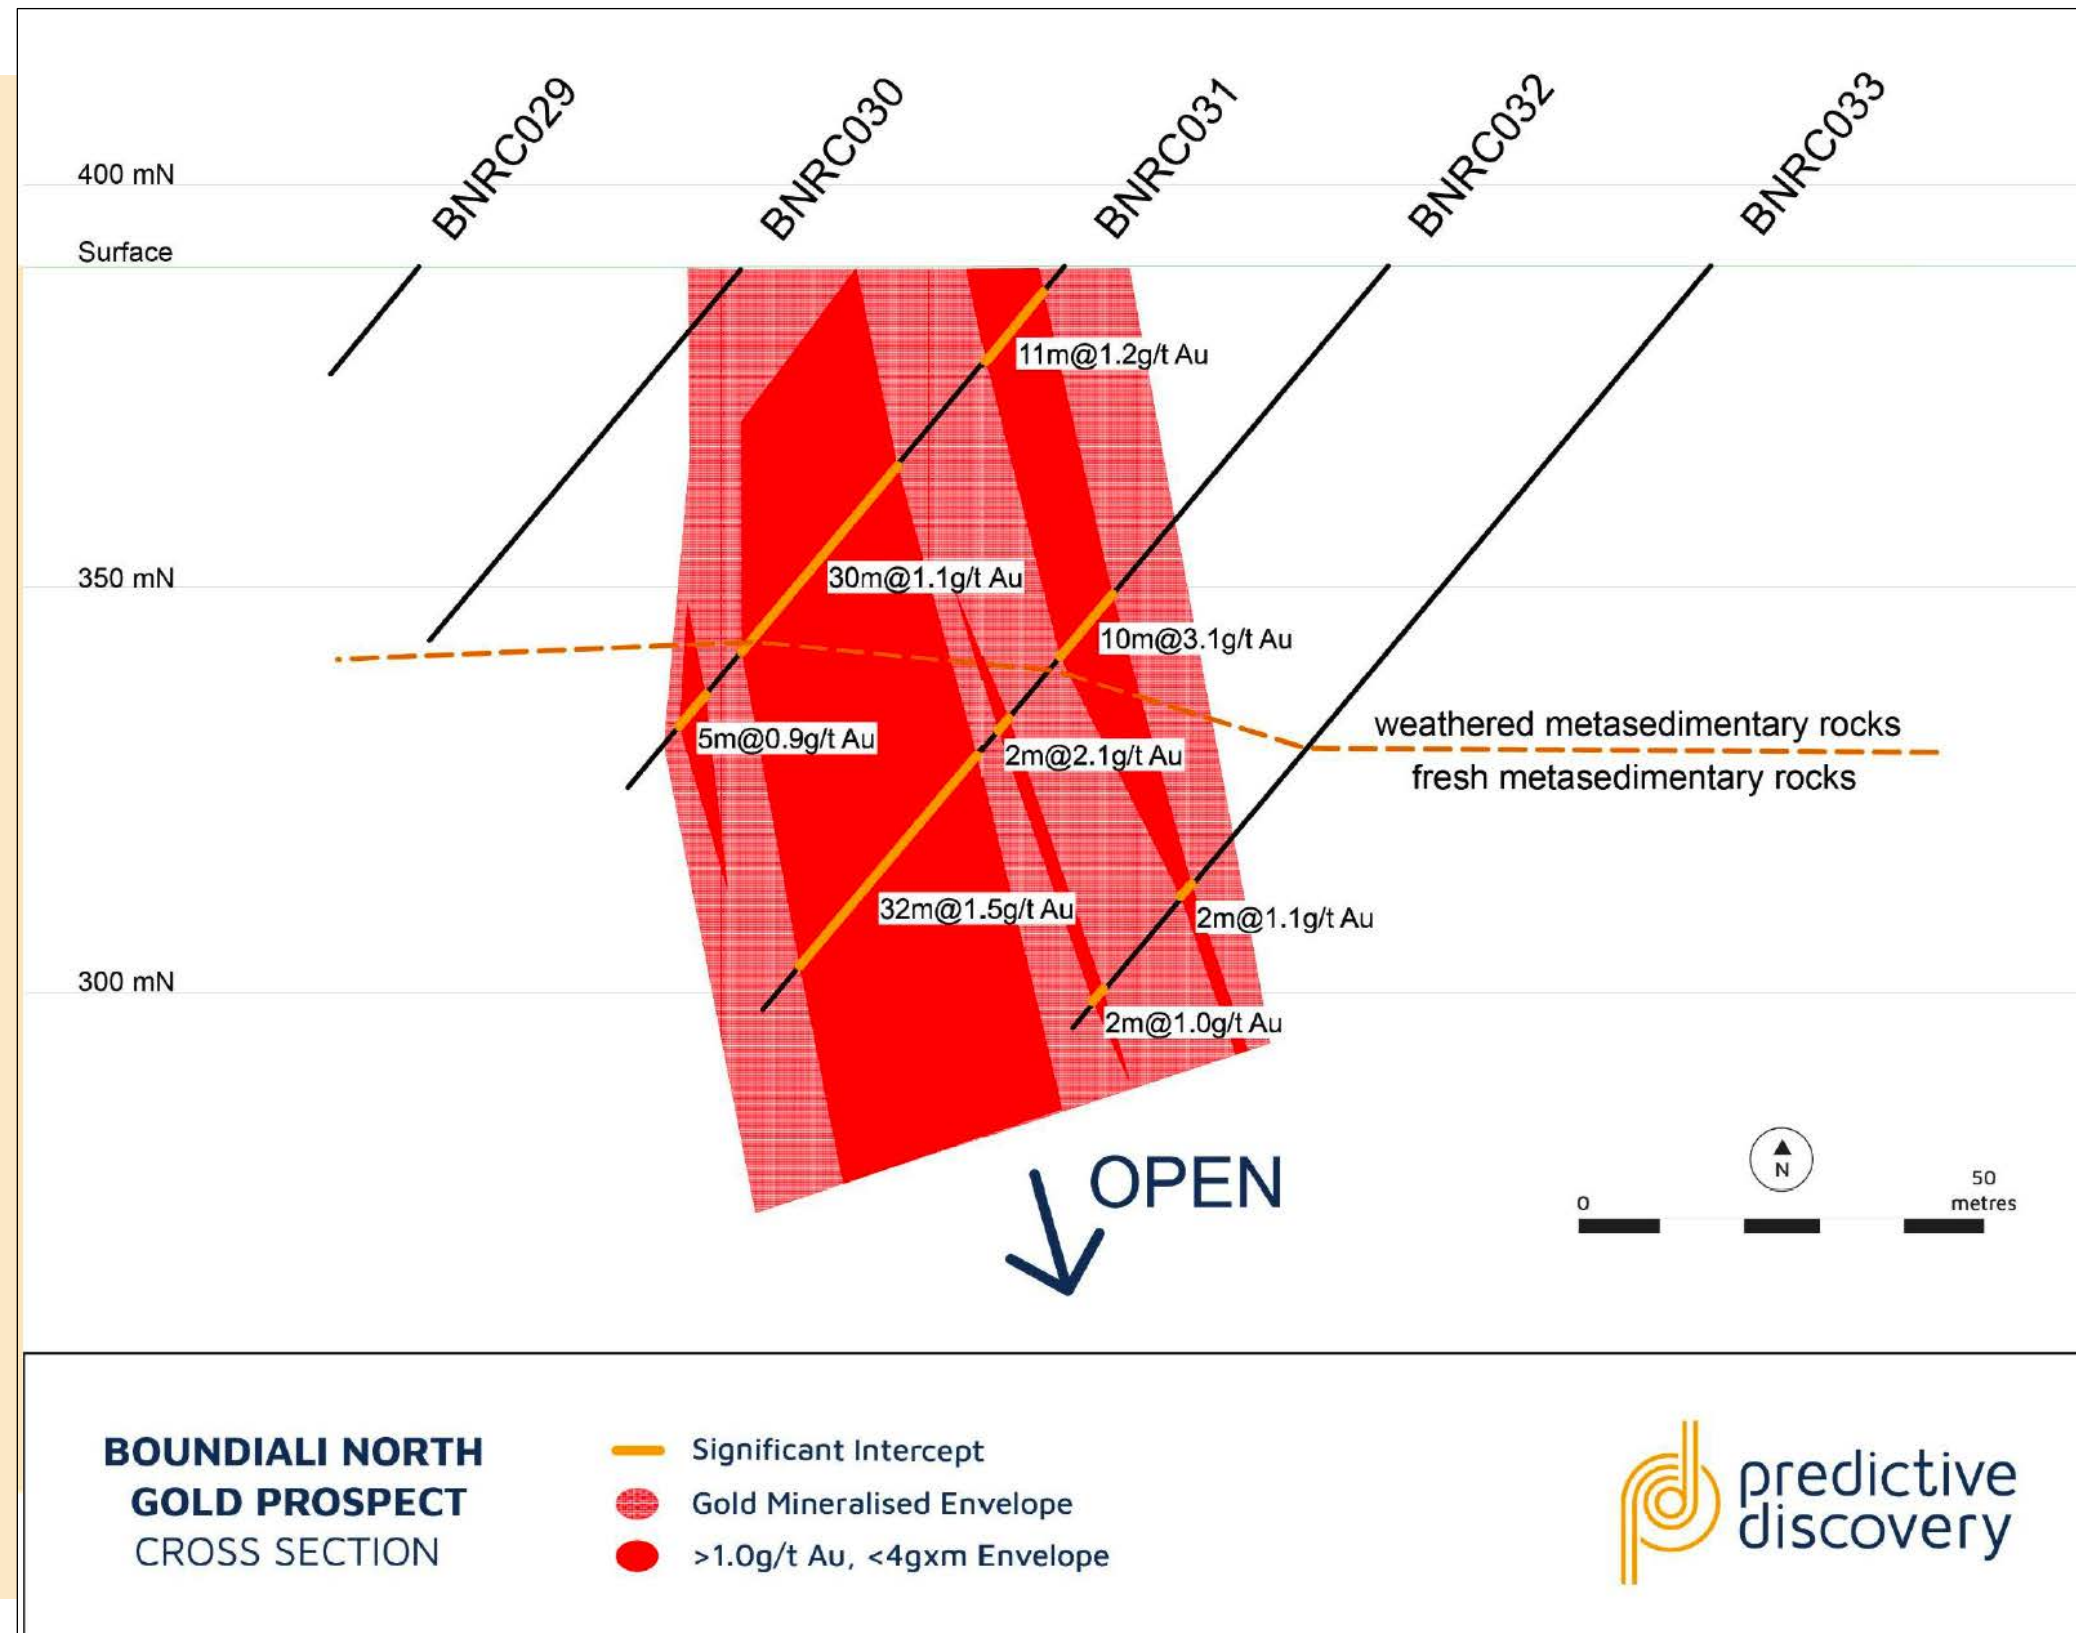 BNRC029
BNRC030
BNRC031
BNRC032
BNRC033
400 mN
Surface
11m@1.2g/t Au
350 mN
30m@1.1g/t Au
10m@3.1g/t Au
weathered metasedimentary rocks
5m@0.9g/t Au
2m@2.1g/t Au
fresh metasedimentary rocks
32m@1.5g/t Au
2m@1.1g/t Au
300 mN
2m@1.0g/t Au
OPEN
N
0
50
metres
BOUNDIALI NORTH
GOLD PROSPECT
CROSS SECTION
Significant Intercept
Gold Mineralised Envelope
>1.0g/t Au, <4gxm Envelope
predictive
discovery